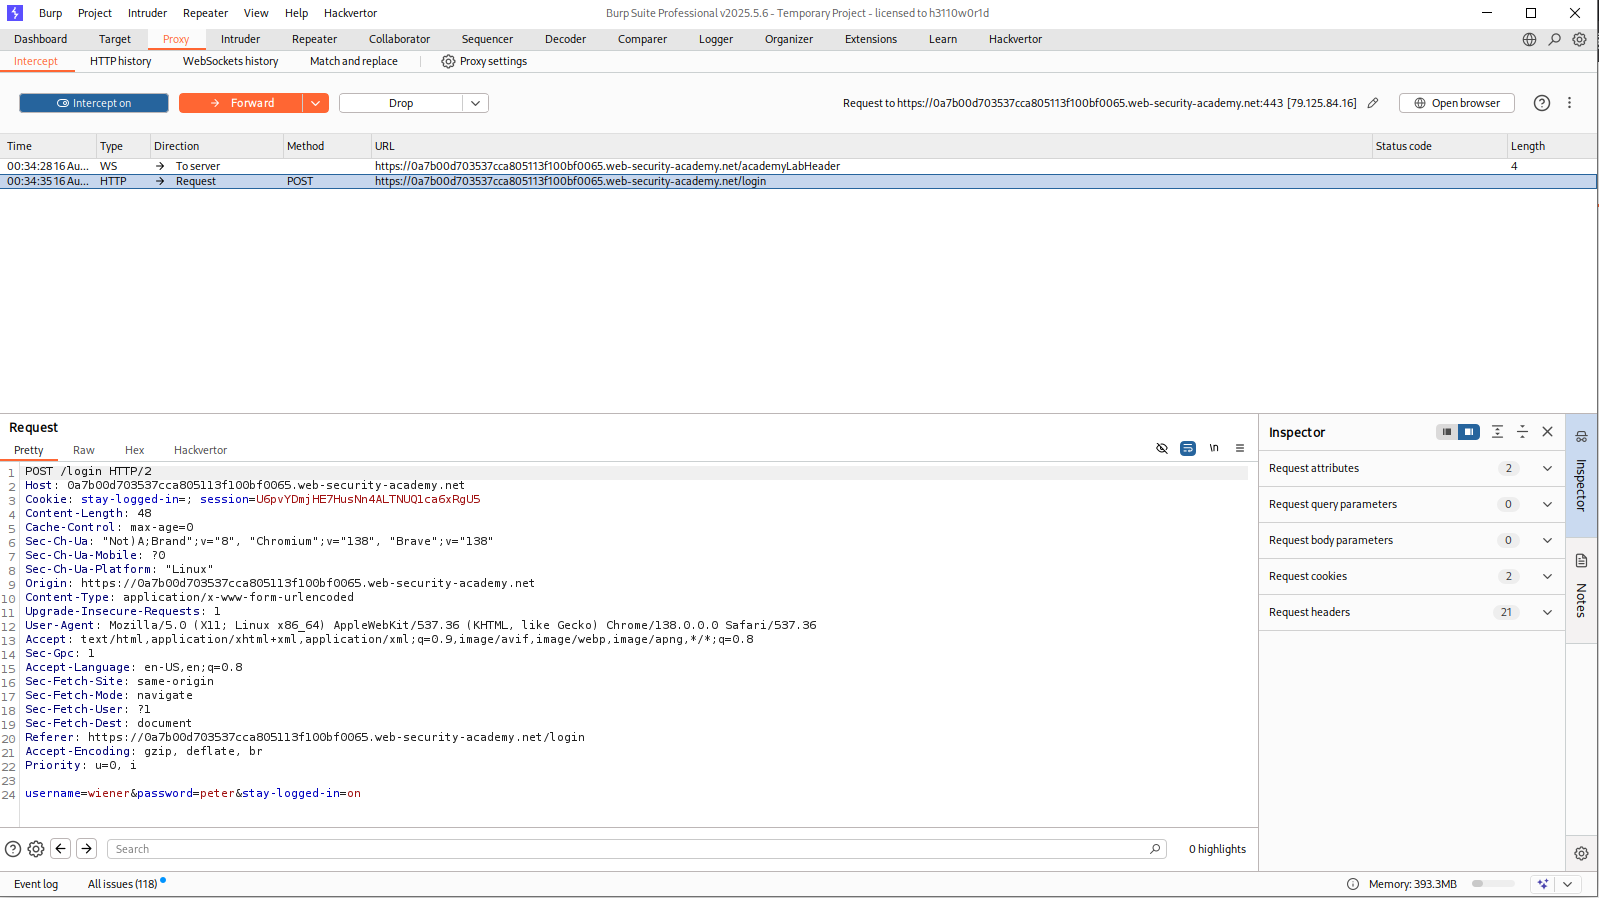 Burp Project Intruder Repeater View Help Hackvertor Burp Suite Professional v2025.5.6 - Temporary Project - licensed to h3110w0r1d
Dashboard Target Proxy Intruder Repeater Collaborator Sequencer Decoder Comparer Logger Organizer Extensions Learn Hackvertor
Intercept HTTP history WebSockets history Match and replace Proxy settings
Intercept on Forward Drop Request to https://0a7b00d703537cca805113f100bf0065.web-security-academy.net:443 [79.125.84.16] Open browser
Time Type Direction Method URL Status code Length
00:34:28 16 Au... WS To server https://0a7b00d703537cca805113f100bf0065.web-security-academy.net/academyLabHeader 4
00:34:35 16 Au... HTTP Request POST https://0a7b00d703537cca805113f100bf0065.web-security-academy.net/login
Request
Pretty Raw Hex Hackvertor \n
1 POST /login HTTP/2
2 Host: 0a7b00d703537cca805113f100bf0065.web-security-academy.net
3 Cookie: stay-logged-in=; session=U6pvYDmjHE7HusNn4ALTNUQlca6xRgU5
4 Content-Length: 48
5 Cache-Control: max-age=0
6 Sec-Ch-Ua: "Not)A;Brand";v="8", "Chromium";v="138", "Brave";v="138"
7 Sec-Ch-Ua-Mobile: ?0
8 Sec-Ch-Ua-Platform: "Linux"
9 Origin: https://0a7b00d703537cca805113f100bf0065.web-security-academy.net
10 Content-Type: application/x-www-form-urlencoded
11 Upgrade-Insecure-Requests: 1
12 User-Agent: Mozilla/5.0 (X11; Linux x86_64) AppleWebKit/537.36 (KHTML, like Gecko) Chrome/138.0.0.0 Safari/537.36
13 Accept: text/html,application/xhtml+xml,application/xml;q=0.9,image/avif,image/webp,image/apng,*/*;q=0.8
14 Sec-Gpc: 1
15 Accept-Language: en-US,en;q=0.8
16 Sec-Fetch-Site: same-origin
17 Sec-Fetch-Mode: navigate
18 Sec-Fetch-User: ?1
19 Sec-Fetch-Dest: document
20 Referer: https://0a7b00d703537cca805113f100bf0065.web-security-academy.net/login
21 Accept-Encoding: gzip, deflate, br
22 Priority: u=0, i
23
24 username=wiener&password=peter&stay-logged-in=on
Search 0 highlights
Inspector
Request attributes 2
Request query parameters 0
Request body parameters 0
Request cookies 2
Request headers 21
Inspector
Notes
Event log All issues (118) Memory: 393.3MB